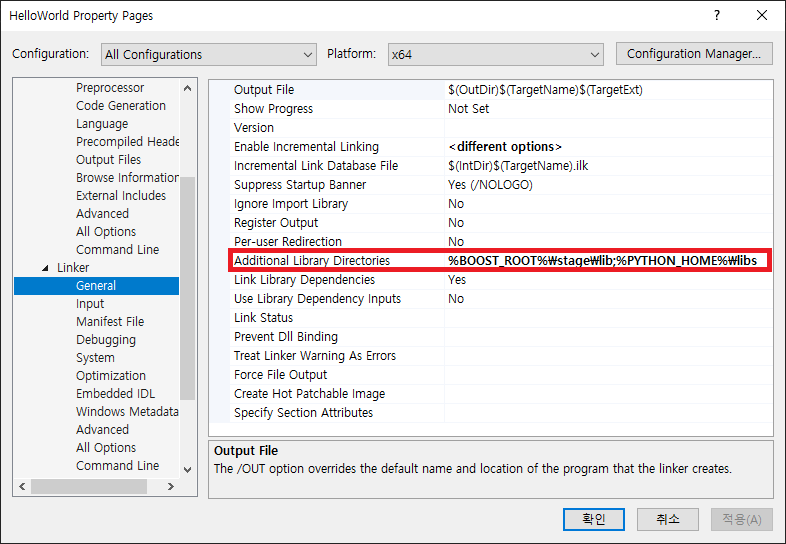 HelloWorld Property Pages
? 
Configuration: All Configurations Platform: x64 Configuration Manager...
Preprocessor
Code Generation
Language
Precompiled Heade
Output Files
Browse Information
External Includes
Advanced
All Options
Command Line
Linker
General
Input
Manifest File
Debugging
System
Optimization
Embedded IDL
Windows Metadata
Advanced
All Options
Command Line
Output File $(OutDir)$(TargetName)$(TargetExt)
Show Progress Not Set
Version
Enable Incremental Linking <different options>
Incremental Link Database File $(IntDir)$(TargetName).ilk
Suppress Startup Banner Yes (/NOLOGO)
Ignore Import Library No
Register Output No
Per-user Redirection No
Additional Library Directories %BOOST_ROOT%₩stage₩lib;%PYTHON_HOME%₩libs
Link Library Dependencies Yes
Use Library Dependency Inputs No
Link Status
Prevent Dll Binding
Treat Linker Warning As Errors
Force File Output
Create Hot Patchable Image
Specify Section Attributes
Output File
The /OUT option overrides the default name and location of the program that the linker creates.
확인 취소 적용(A)